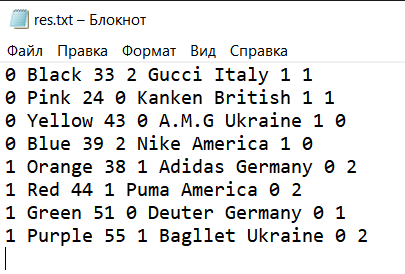 res.txt – Блокнот
Файл Правка Формат Вид Справка
0 Black 33 2 Gucci Italy 1 1
0 Pink 24 0 Kanken British 1 1
0 Yellow 43 0 A.M.G Ukraine 1 0
0 Blue 39 2 Nike America 1 0
1 Orange 38 1 Adidas Germany 0 2
1 Red 44 1 Puma America 0 2
1 Green 51 0 Deuter Germany 0 1
1 Purple 55 1 Bagllet Ukraine 0 2